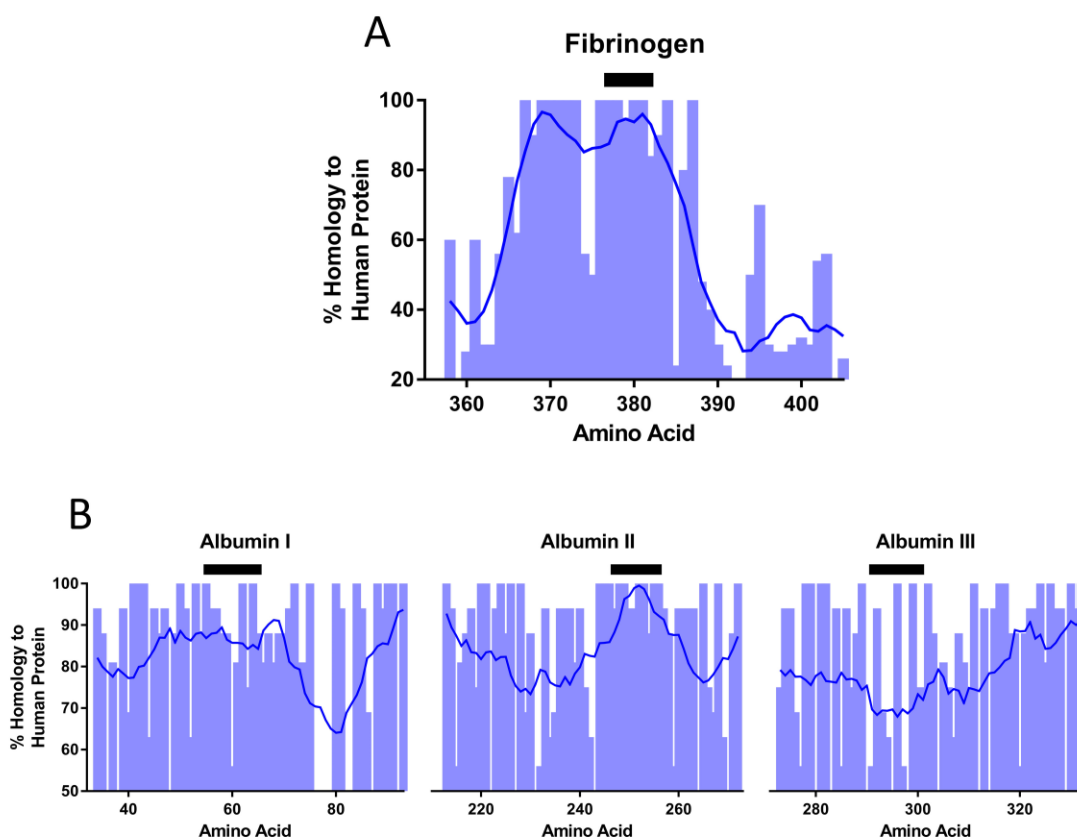 A
Fibrinogen
% Homology to
Human Protein
100
80
60
40
20
360 370 380 390 400
Amino Acid
B
Albumin I Albumin II Albumin III
% Homology to
Human Protein
100
90
80
70
60
50
40 60 80 220 240 260 280 300 320
Amino Acid Amino Acid Amino Acid